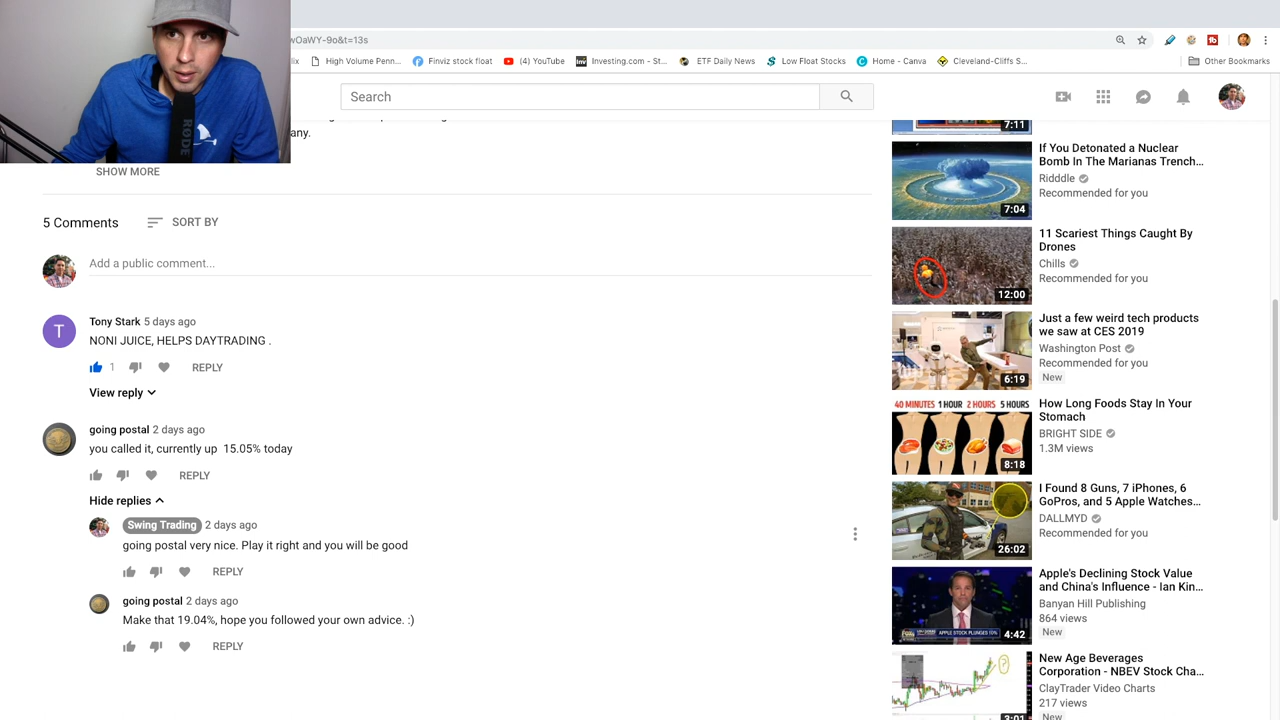 wOaWY-9o&t=13s
lix
High Volume Penn...
Finviz stock float
(4) YouTube
Inv
Investing.com - St...
ETF Daily News
Low Float Stocks
Home - Canva
Cleveland-Cliffs S...
Other Bookmarks
Search
any.
SHOW MORE
5 Comments
SORT BY
Add a public comment...
T
Tony Stark 5 days ago
NONI JUICE, HELPS DAYTRADING .
1
REPLY
View reply
going postal 2 days ago
you called it, currently up 15.05% today
REPLY
Hide replies
Swing Trading 2 days ago
going postal very nice. Play it right and you will be good
REPLY
going postal 2 days ago
Make that 19.04%, hope you followed your own advice. :)
REPLY
RØDE
7:11
If You Detonated a Nuclear
Bomb In The Marianas Trench...
Ridddle
Recommended for you
7:04
11 Scariest Things Caught By
Drones
Chills
Recommended for you
12:00
Just a few weird tech products
we saw at CES 2019
Washington Post
Recommended for you
New
6:19
40 MINUTES 1 HOUR 2 HOURS 5 HOURS
How Long Foods Stay In Your
Stomach
BRIGHT SIDE
1.3M views
8:18
I Found 8 Guns, 7 iPhones, 6
GoPros, and 5 Apple Watches...
DALLMYD
Recommended for you
26:02
Apple's Declining Stock Value
and China's Influence - Ian Kin...
Banyan Hill Publishing
864 views
New
APPLE STOCK PLUNGES 10%
4:42
New Age Beverages
Corporation - NBEV Stock Cha...
ClayTrader Video Charts
217 views
New
3:01